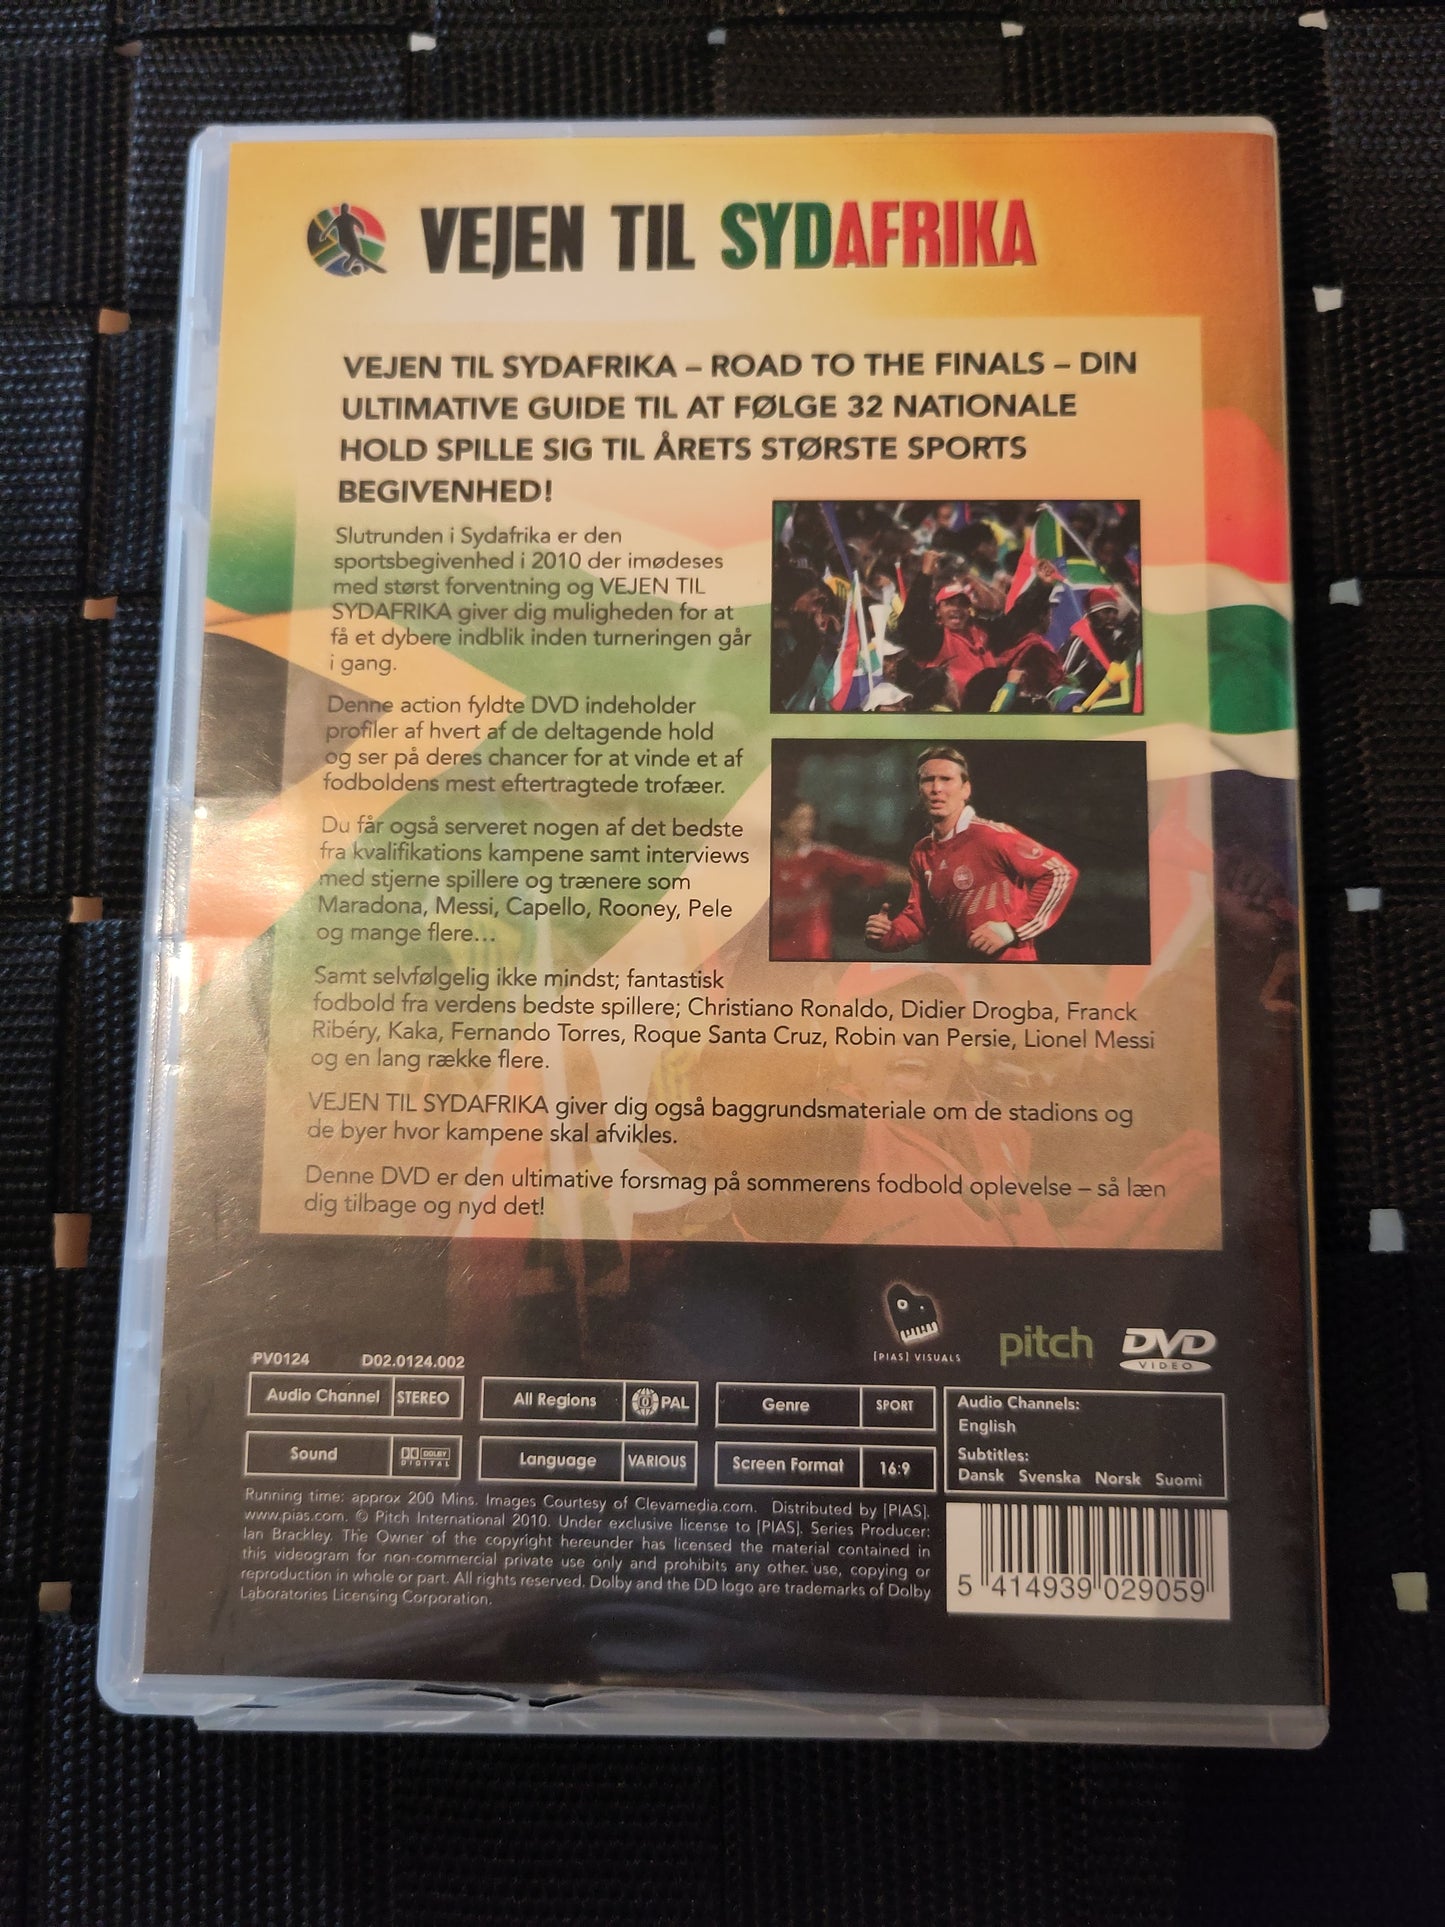 VEJEN TIL SYDAFRIKA
VEJEN TIL SYDAFRIKA – ROAD TO THE FINALS – DIN
ULTIMATIVE GUIDE TIL AT FØLGE 32 NATIONALE
HOLD SPILLE SIG TIL ÅRETS STØRSTE SPORTS
BEGIVENHED!
Slutrunden i Sydafrika er den
sportsbegivenhed i 2010 der imødeses
med størst forventning og VEJEN TIL
SYDAFRIKA giver dig muligheden for at
få et dybere indblik inden turneringen går
i gang.
Denne action fyldte DVD indeholder
profiler af hvert af de deltagende hold
og ser på deres chancer for at vinde et af
fodboldens mest eftertragtede trofæer.
Du får også serveret nogen af det bedste
fra kvalifikations kampene samt interviews
med stjerne spillere og trænere som
Maradona, Messi, Capello, Rooney, Pele
og mange flere...
Samt selvfølgelig ikke mindst; fantastisk
fodbold fra verdens bedste spillere; Christiano Ronaldo, Didier Drogba, Franck
Ribéry, Kaka, Fernando Torres, Roque Santa Cruz, Robin van Persie, Lionel Messi
og en lang række flere.
VEJEN TIL SYDAFRIKA giver dig også baggrundsmateriale om de stadions og
de byer hvor kampene skal afvikles.
Denne DVD er den ultimative forsmag på sommerens fodbold oplevelse – så læn
dig tilbage og nyd det!
[PIAS] VISUALS
pitch
DVD
VIDEO
PV0124 D02.0124.002
Audio Channel STEREO
All Regions 0 PAL
Genre SPORT
Sound DOLBY DIGITAL
Language VARIOUS
Screen Format 16:9
Audio Channels:
English
Subtitles:
Dansk Svenska Norsk Suomi
Running time: approx 200 Mins. Images Courtesy of Clevamedia.com. Distributed by [PIAS].
www.pias.com. © Pitch International 2010. Under exclusive license to [PIAS]. Series Producer:
Ian Brackley. The Owner of the copyright hereunder has licensed the material contained in
this videogram for non-commercial private use only and prohibits any other use, copying or
reproduction in whole or part. All rights reserved. Dolby and the DD logo are trademarks of Dolby
Laboratories Licensing Corporation.
5 414939 029059